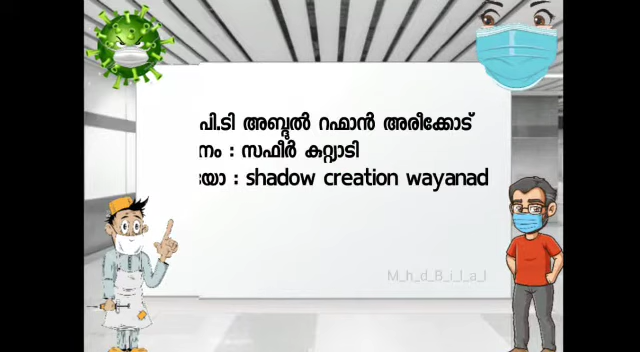 പി.ടി അബ്ദുൽ റഹ്മാൻ അരീക്കോട്
നം : സഫീർ കുറ്റ്യാടി
യോ : shadow creation wayanad
M_h_d_B_i_l_a_l